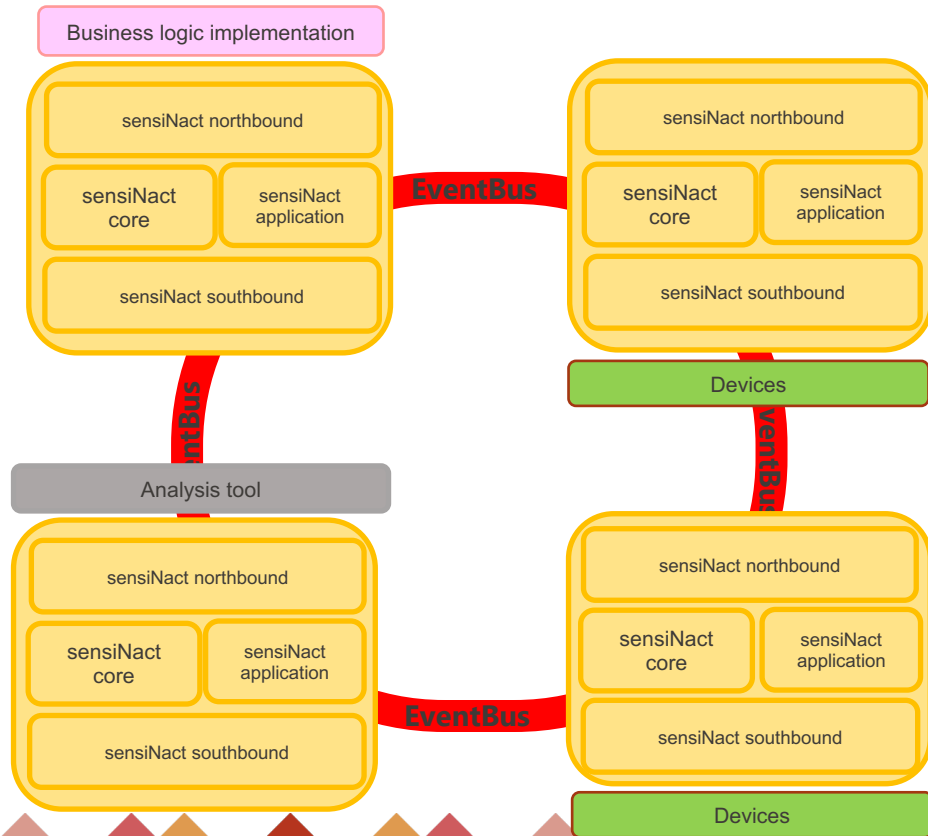 Business logic implementation
sensiNact northbound
sensiNact
core
sensiNact
application
sensiNact southbound
EventBus
sensiNact northbound
sensiNact
core
sensiNact
application
sensiNact southbound
Devices
entBus
ventBus
Analysis tool
sensiNact northbound
sensiNact
core
sensiNact
application
sensiNact southbound
EventBus
sensiNact northbound
sensiNact
core
sensiNact
application
sensiNact southbound
Devices